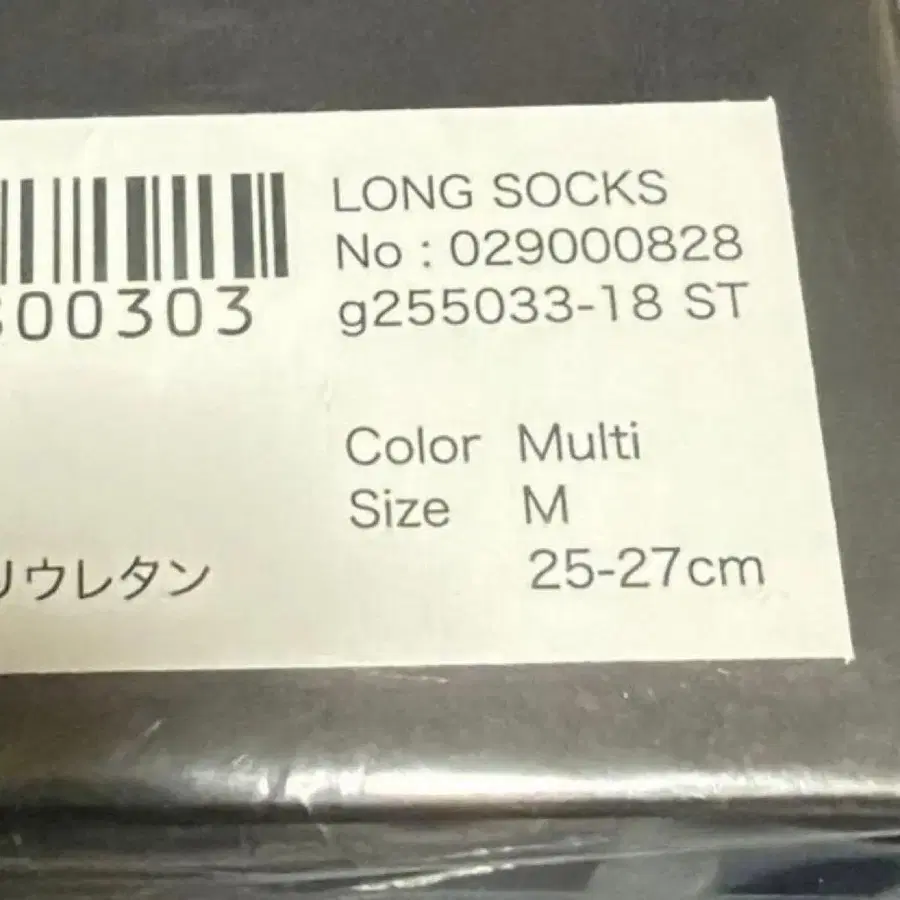 LONG SOCKS
No : 029000828
g255033-18 ST
00303
Color Multi
Size M
25-27cm
リウレタン